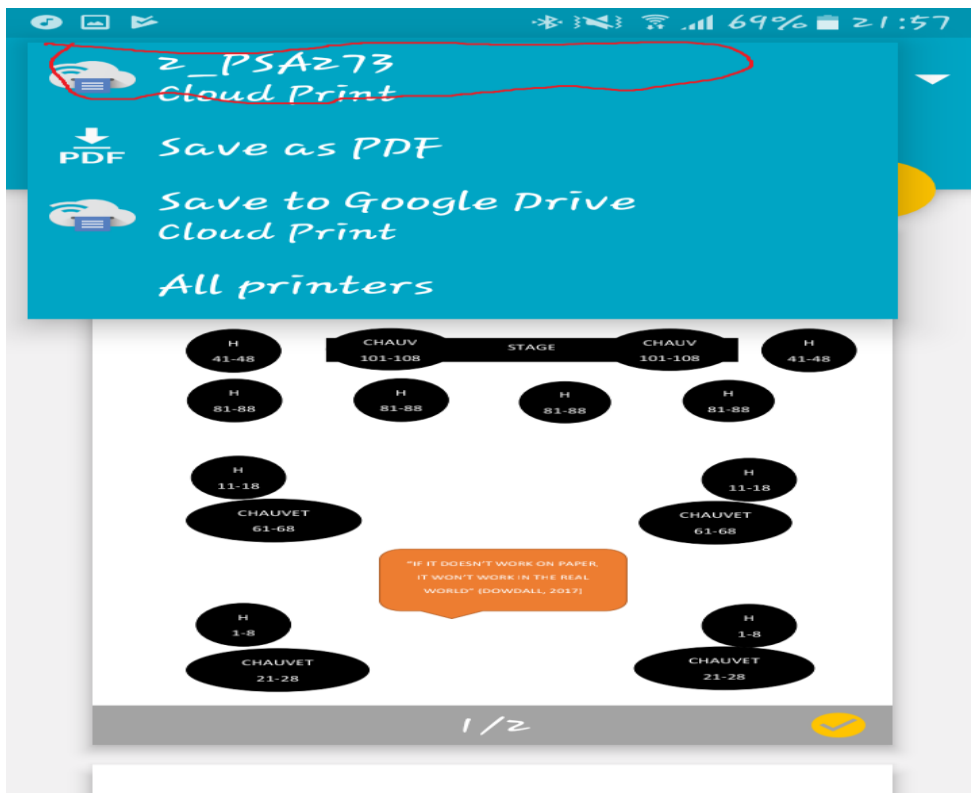 69% 21:57
2_PSA273
Cloud Print
PDF
Save as PDF
Save to Google Drive
Cloud Print
All printers
H
41-48
CHAUV
101-108
STAGE
CHAUV
101-108
H
41-48
H
81-88
H
81-88
H
81-88
H
81-88
H
11-18
H
11-18
CHAUVET
61-68
CHAUVET
61-68
"IF IT DOESN'T WORK ON PAPER,
IT WON'T WORK IN THE REAL
WORLD" (DOWDALL, 2017)
H
1-8
H
1-8
CHAUVET
21-28
CHAUVET
21-28
1/2